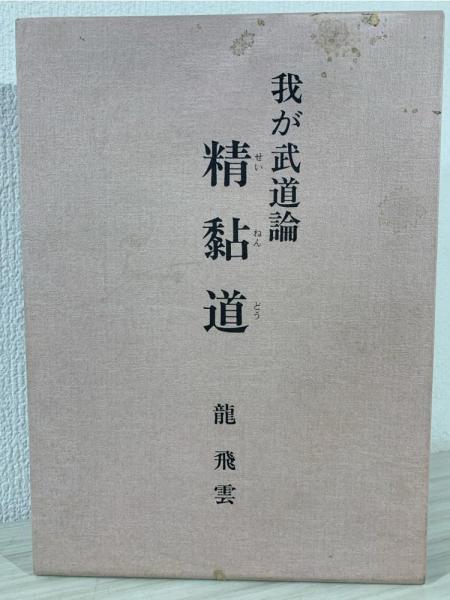 我が武道論
精黏道
せいねんどう
龍飛雲